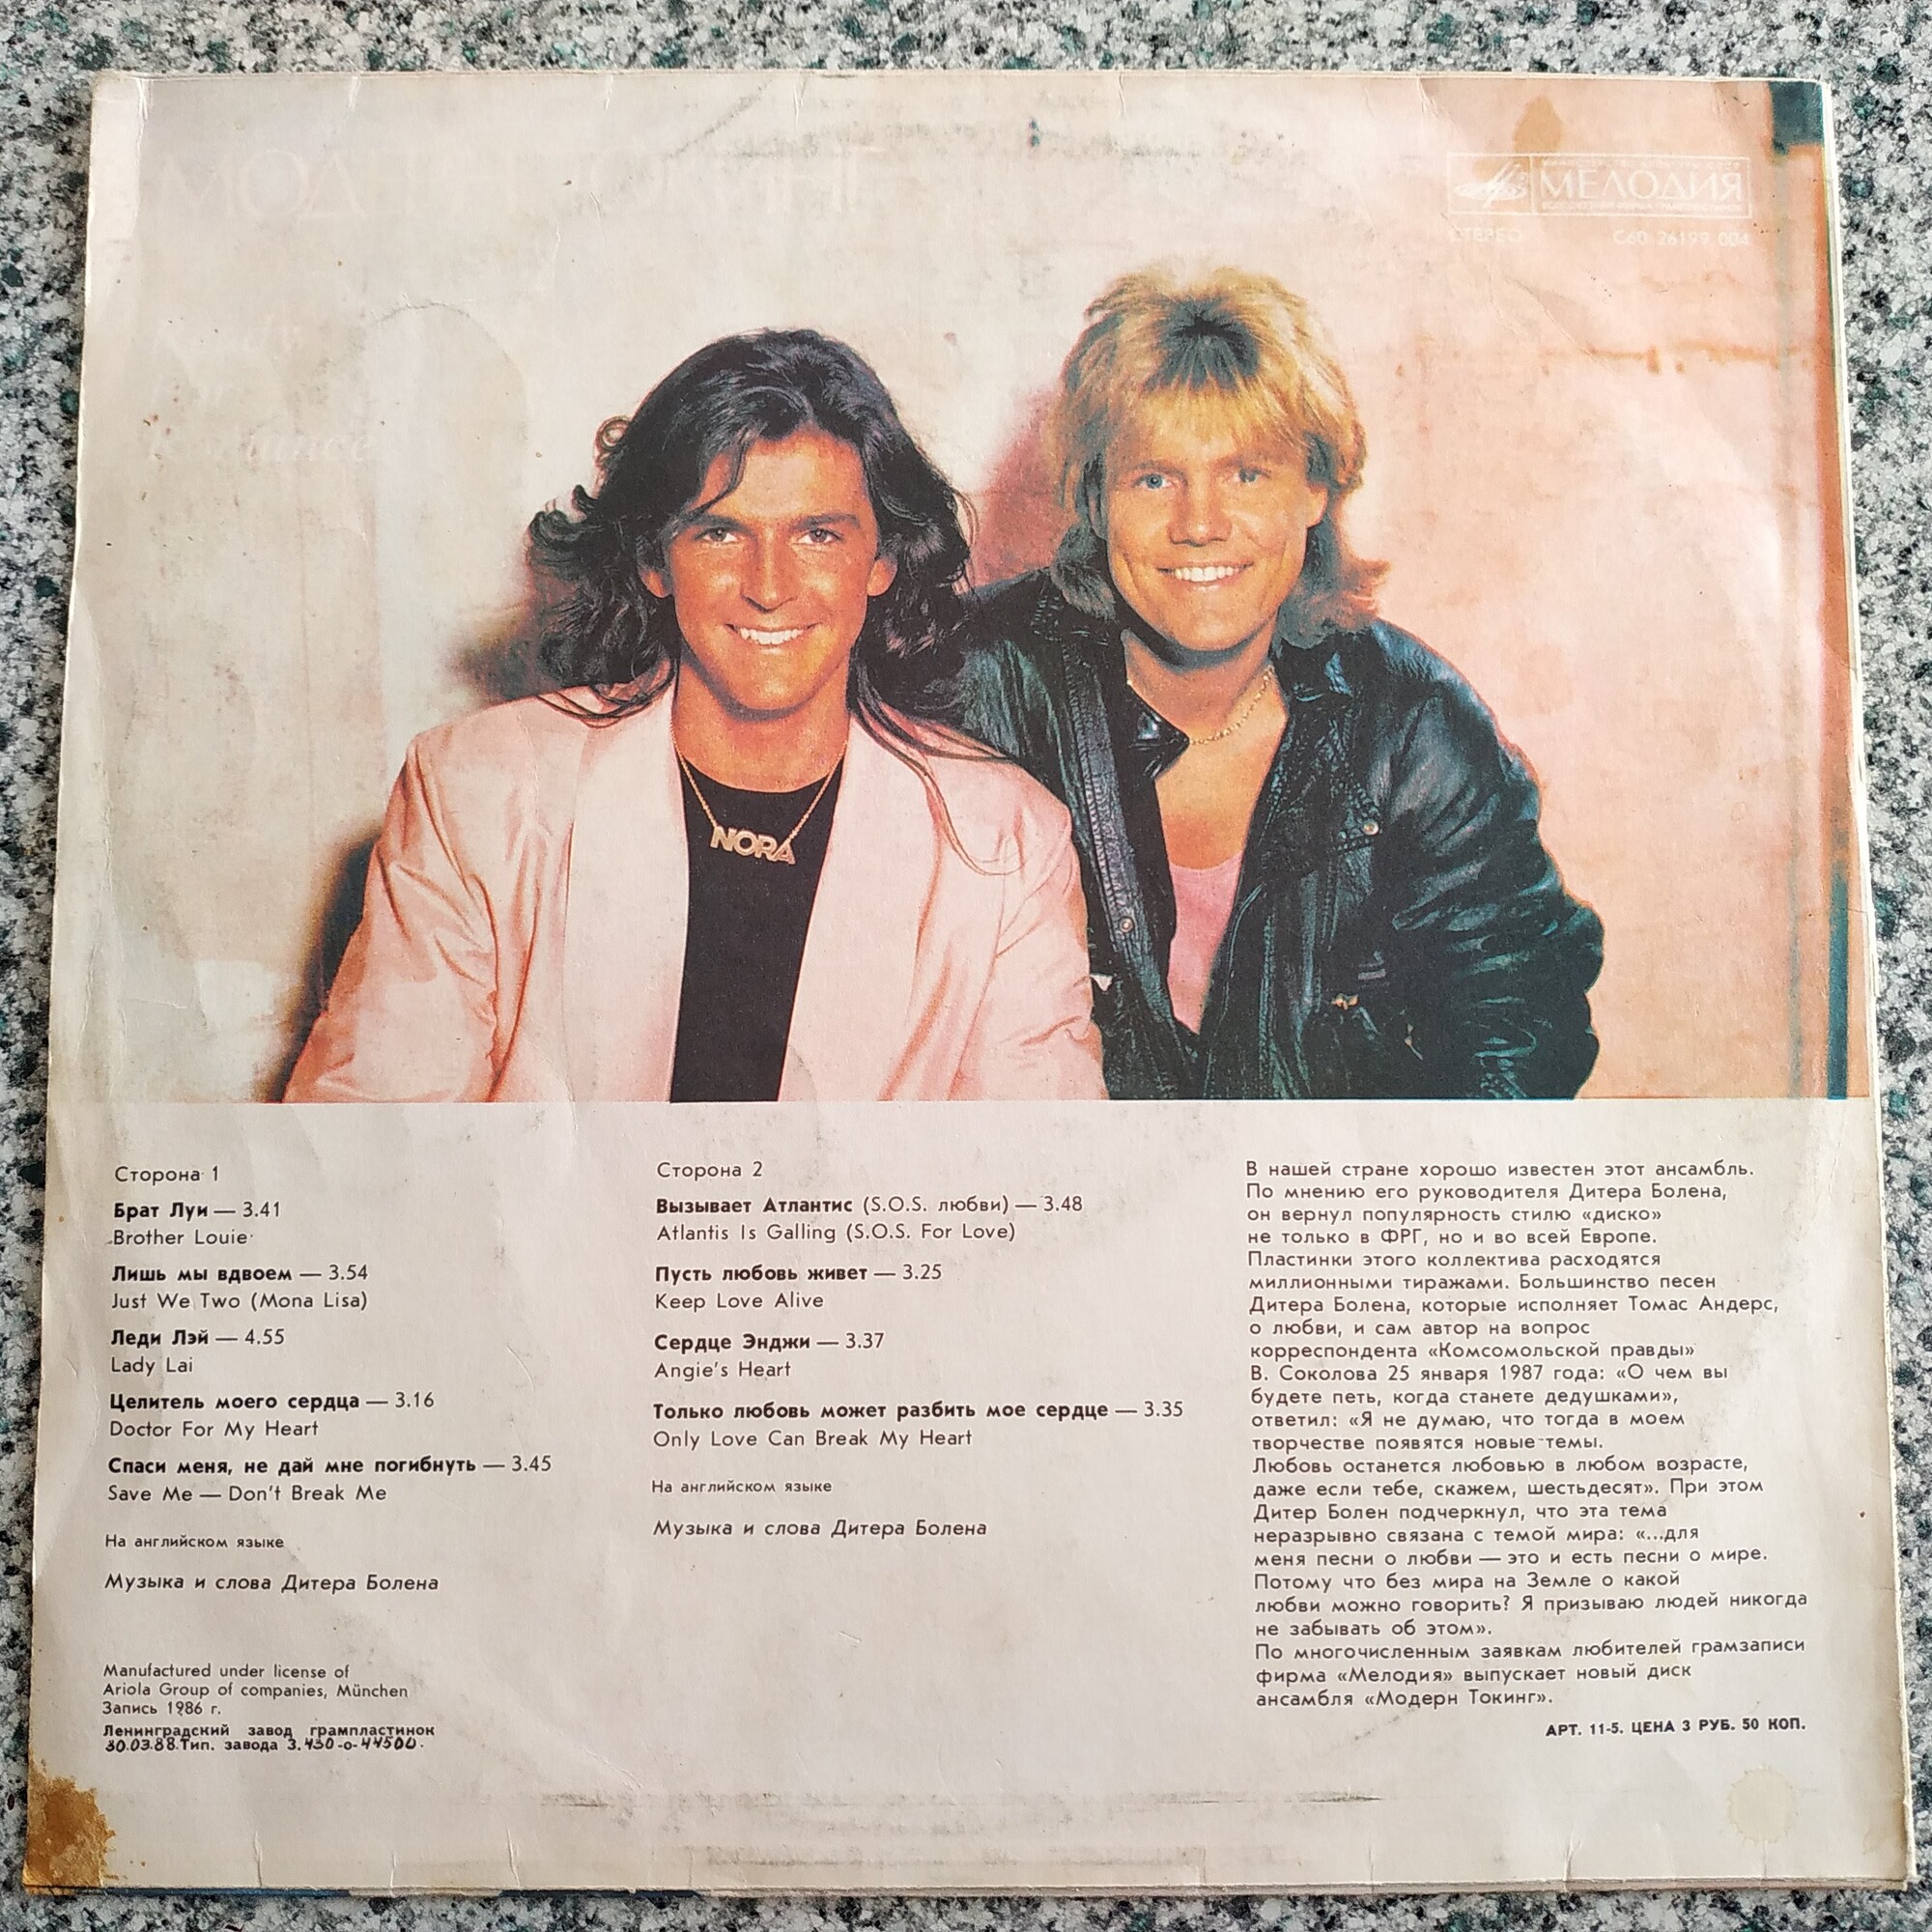 МОДЕРН ТОКИНГ
МЕЛОДИЯ
СТЕРЕО С60 26199 004
Romance
NORA
Сторона 1
Брат Луи — 3.41
Brother Louie
Лишь мы вдвоем — 3.54
Just We Two (Mona Lisa)
Леди Лэй — 4.55
Lady Lai
Целитель моего сердца — 3.16
Doctor For My Heart
Спаси меня, не дай мне погибнуть — 3.45
Save Me — Don't Break Me
На английском языке
Музыка и слова Дитера Болена
Manufactured under license of
Ariola Group of companies, München
Запись 1986 г.
Ленинградский завод грампластинок
30.03.88.Тип. завода З.430-о-44500.
Сторона 2
Вызывает Атлантис (S.O.S. любви) — 3.48
Atlantis Is Galling (S.O.S. For Love)
Пусть любовь живет — 3.25
Keep Love Alive
Сердце Энджи — 3.37
Angie's Heart
Только любовь может разбить мое сердце — 3.35
Only Love Can Break My Heart
На английском языке
Музыка и слова Дитера Болена
В нашей стране хорошо известен этот ансамбль.
По мнению его руководителя Дитера Болена,
он вернул популярность стилю «диско»
не только в ФРГ, но и во всей Европе.
Пластинки этого коллектива расходятся
миллионными тиражами. Большинство песен
Дитера Болена, которые исполняет Томас Андерс,
о любви, и сам автор на вопрос
корреспондента «Комсомольской правды»
В. Соколова 25 января 1987 года: «О чем вы
будете петь, когда станете дедушками»,
ответил: «Я не думаю, что тогда в моем
творчестве появятся новые темы.
Любовь останется любовью в любом возрасте,
даже если тебе, скажем, шестьдесят». При этом
Дитер Болен подчеркнул, что эта тема
неразрывно связана с темой мира: «...для
меня песни о любви — это и есть песни о мире.
Потому что без мира на Земле о какой
любви можно говорить? Я призываю людей никогда
не забывать об этом».
По многочисленным заявкам любителей грамзаписи
фирма «Мелодия» выпускает новый диск
ансамбля «Модерн Токинг».
АРТ. 11-5. ЦЕНА 3 РУБ. 50 КОП.